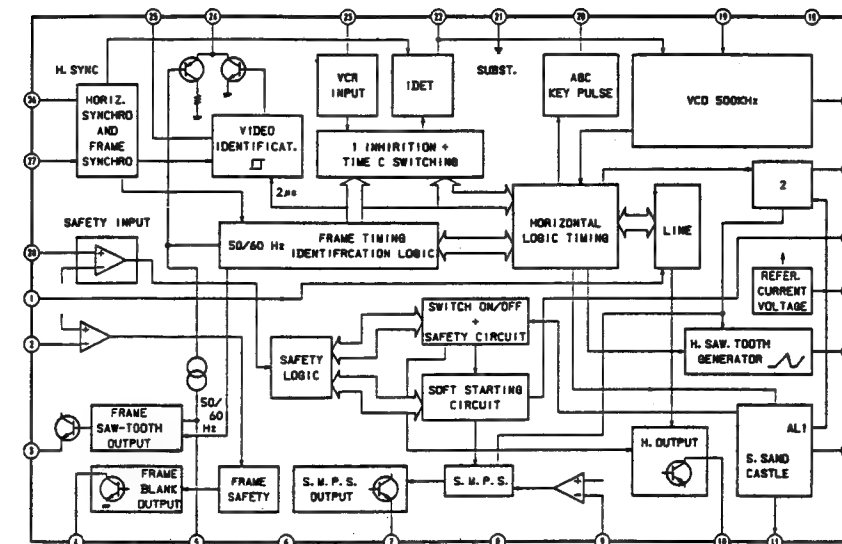 25 24 23 22 21 20 19 18
H. SYNC
SUBST.
26
HORIZ.
SYNCHRO
AND
FRAME
SYNCHRO
VCR
INPUT
IDET
ABC
KEY PULSE
VCO 500KHz
27
VIDEO
IDENTIFICAT.
1 INHIRITION +
TIME C SWITCHING
2
2µs
SAFETY INPUT
28
50/60 Hz
FRAME TIMING
IDENTIFRCATION LOGIC
HORIZONTAL
LOGIC TIMING
LINE
REFER.
CURRENT
VOLTAGE
1
+
-
+
-
2
SWITCH ON/OFF
+
SAFETY CIRCUIT
SAFETY
LOGIC
H. SAW. TOOTH
GENERATOR
SOFT STARTING
CIRCUIT
50/
60
Hz
FRAME
SAW-TOOTH
OUTPUT
3
H. OUTPUT
AL1
S. SAND
CASTLE
FRAME
BLANK
OUTPUT
FRAME
SAFETY
S. M. P. S.
OUTPUT
S. M. P. S.
+
-
4 5 6 7 8 9 10 11